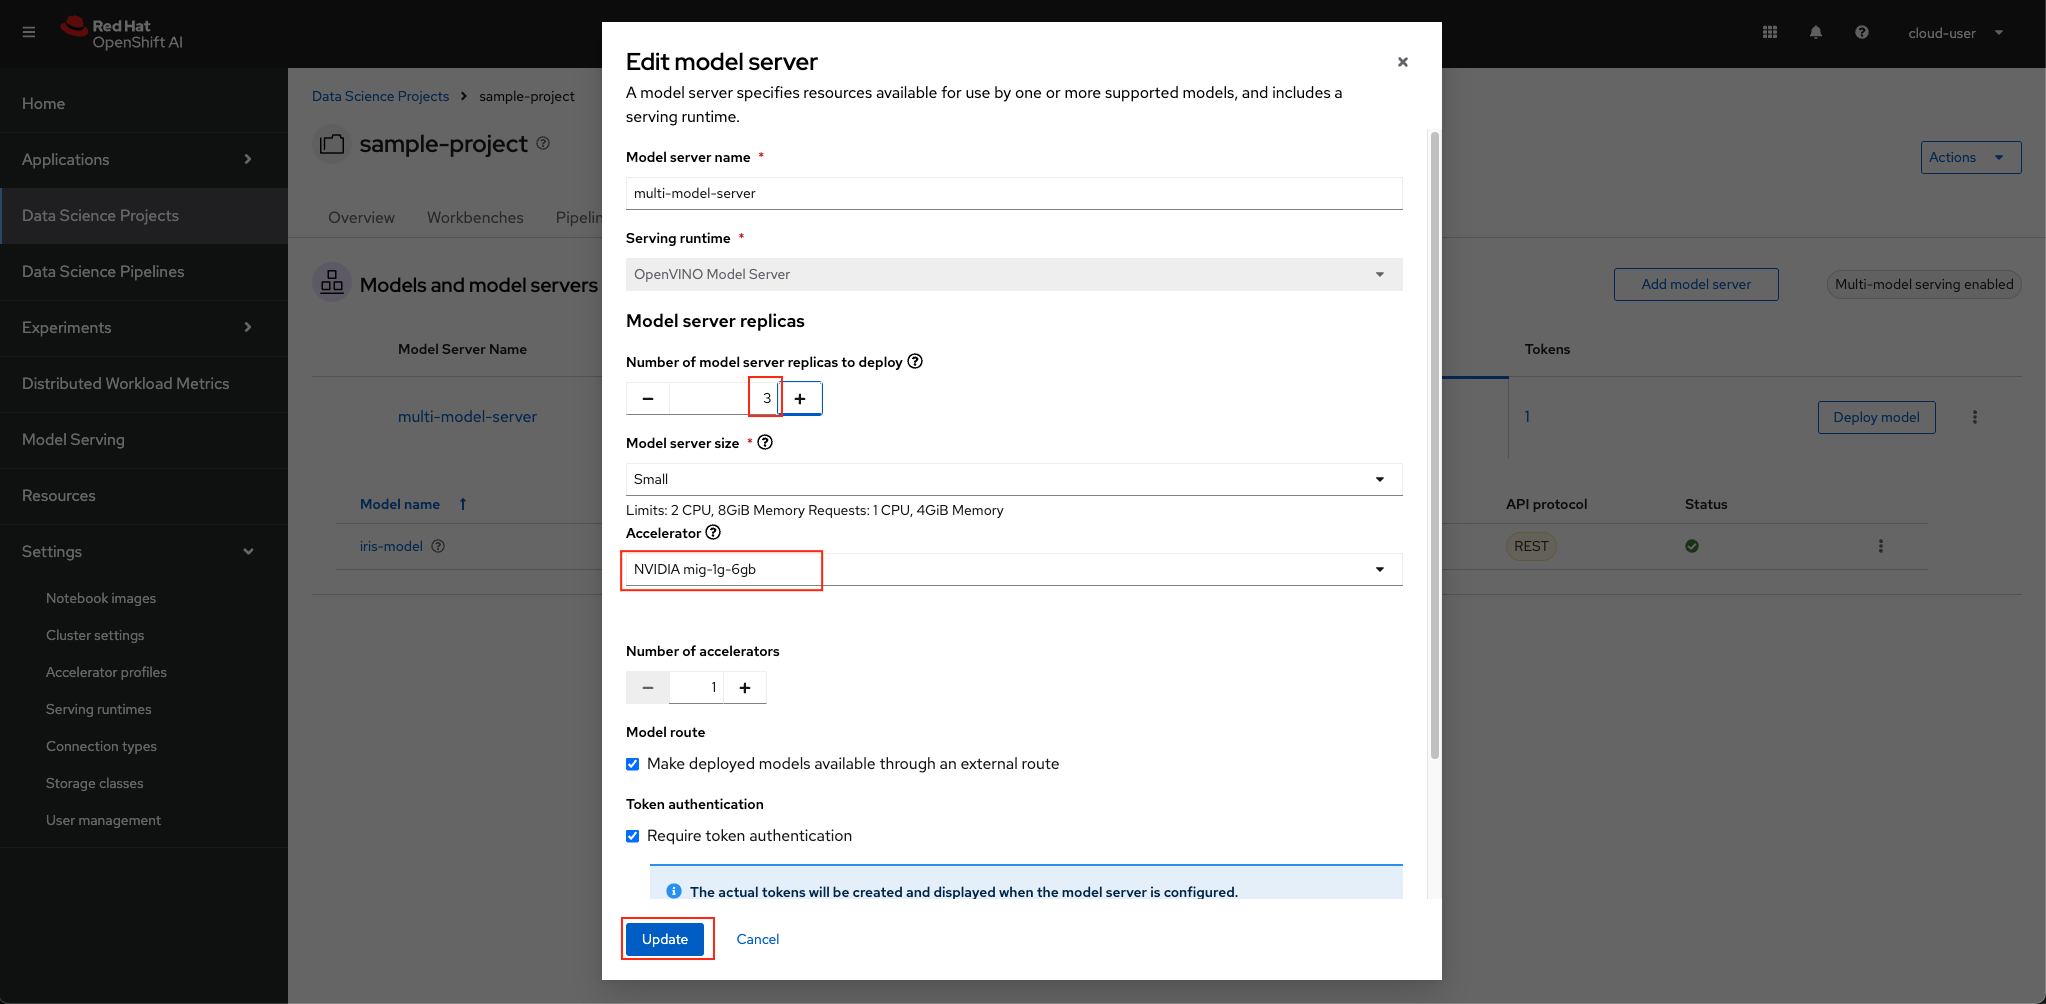 Red Hat
OpenShift AI
cloud-user
Home
Applications
Data Science Projects
Data Science Pipelines
Experiments
Distributed Workload Metrics
Model Serving
Resources
Settings
Notebook images
Cluster settings
Accelerator profiles
Serving runtimes
Connection types
Storage classes
User management
Data Science Projects > sample-project
sample-project
Actions
Overview Workbenches Pipelin
Models and model servers
Add model server
Multi-model serving enabled
Model Server Name
Tokens
multi-model-server
1
Deploy model
Model name
API protocol
Status
iris-model
REST
Edit model server
A model server specifies resources available for use by one or more supported models, and includes a
serving runtime.
Model server name *
multi-model-server
Serving runtime *
OpenVINO Model Server
Model server replicas
Number of model server replicas to deploy
3
Model server size *
Small
Limits: 2 CPU, 8GiB Memory Requests: 1 CPU, 4GiB Memory
Accelerator
NVIDIA mig-1g-6gb
Number of accelerators
1
Model route
Make deployed models available through an external route
Token authentication
Require token authentication
The actual tokens will be created and displayed when the model server is configured.
Update
Cancel